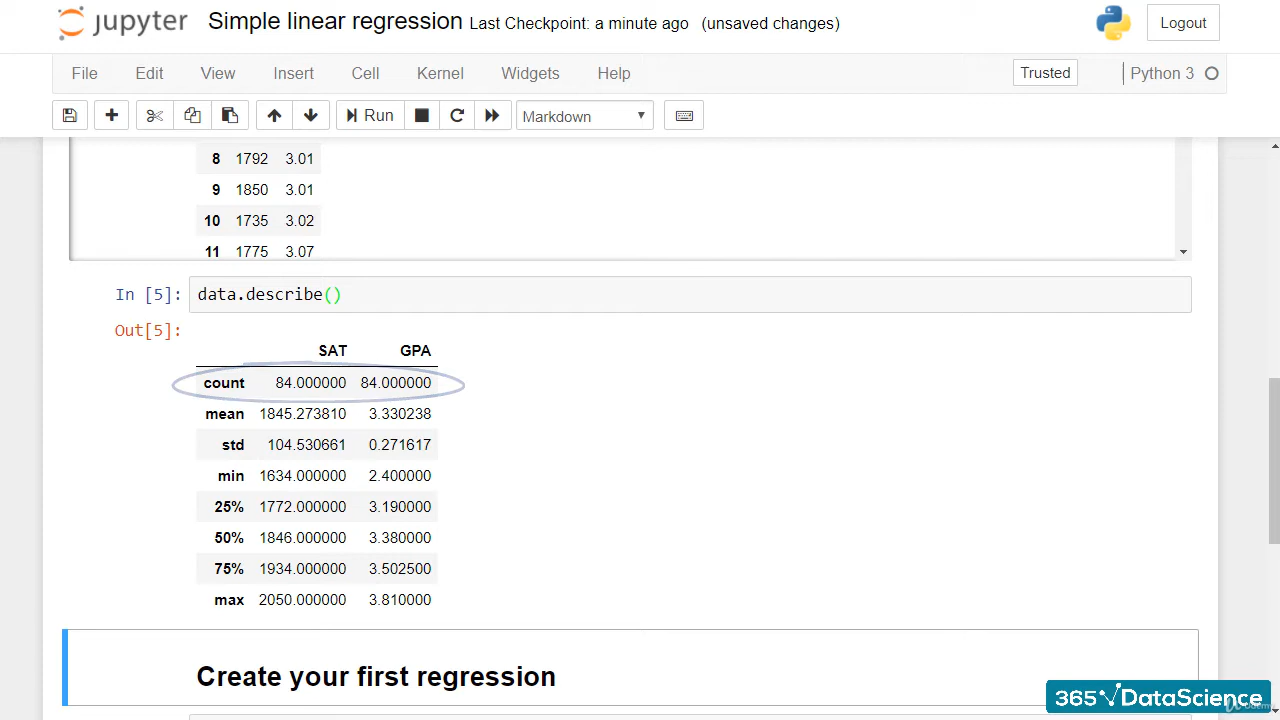 jupyter Simple linear regression Last Checkpoint: a minute ago (unsaved changes) Logout
File Edit View Insert Cell Kernel Widgets Help Trusted Python 3
Run Markdown
8 1792 3.01
9 1850 3.01
10 1735 3.02
11 1775 3.07
In [5]: data.describe()
Out[5]:
SAT GPA
count 84.000000 84.000000
mean 1845.273810 3.330238
std 104.530661 0.271617
min 1634.000000 2.400000
25% 1772.000000 3.190000
50% 1846.000000 3.380000
75% 1934.000000 3.502500
max 2050.000000 3.810000
Create your first regression
365 DataScience
Udemy